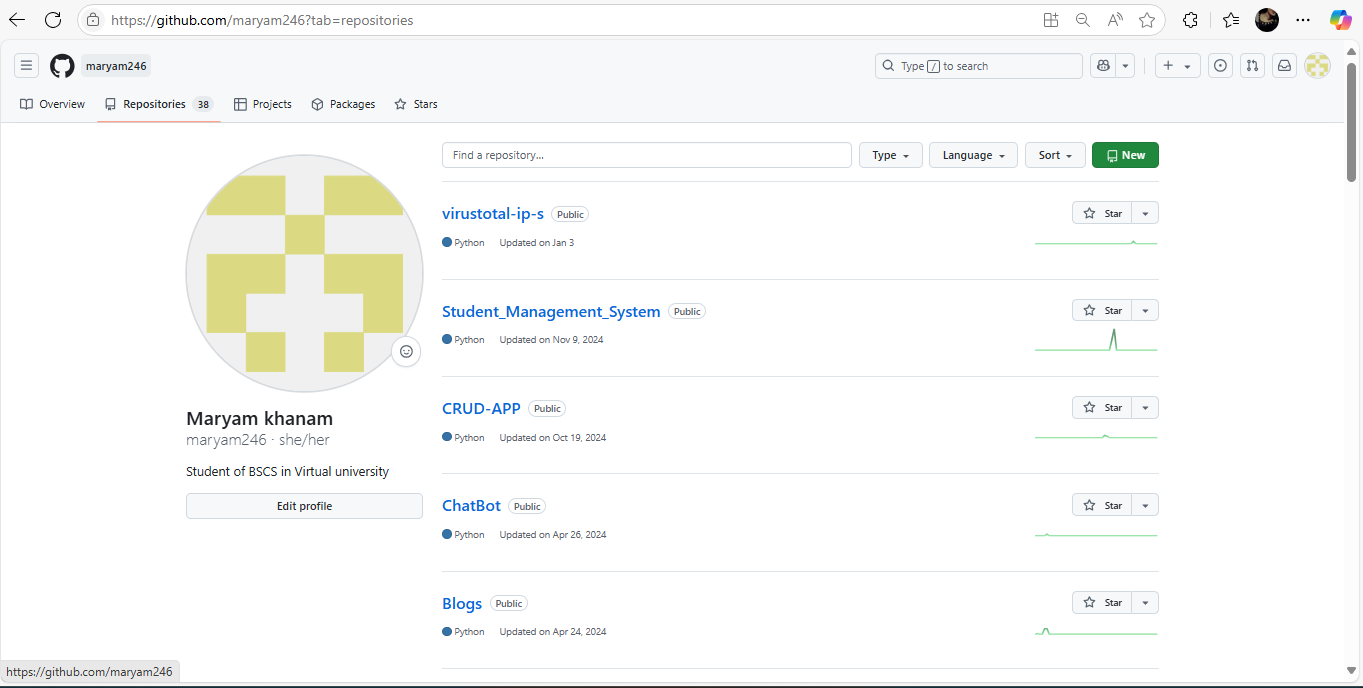 https://github.com/maryam246?tab=repositories
maryam246
Type / to search
Overview
Repositories 38
Projects
Packages
Stars
Find a repository...
Type
Language
Sort
New
virustotal-ip-s Public
Star
Python Updated on Jan 3
Student_Management_System Public
Star
Python Updated on Nov 9, 2024
CRUD-APP Public
Star
Python Updated on Oct 19, 2024
ChatBot Public
Star
Python Updated on Apr 26, 2024
Blogs Public
Star
Python Updated on Apr 24, 2024
Maryam khanam
maryam246 · she/her
Student of BSCS in Virtual university
Edit profile
https://github.com/maryam246